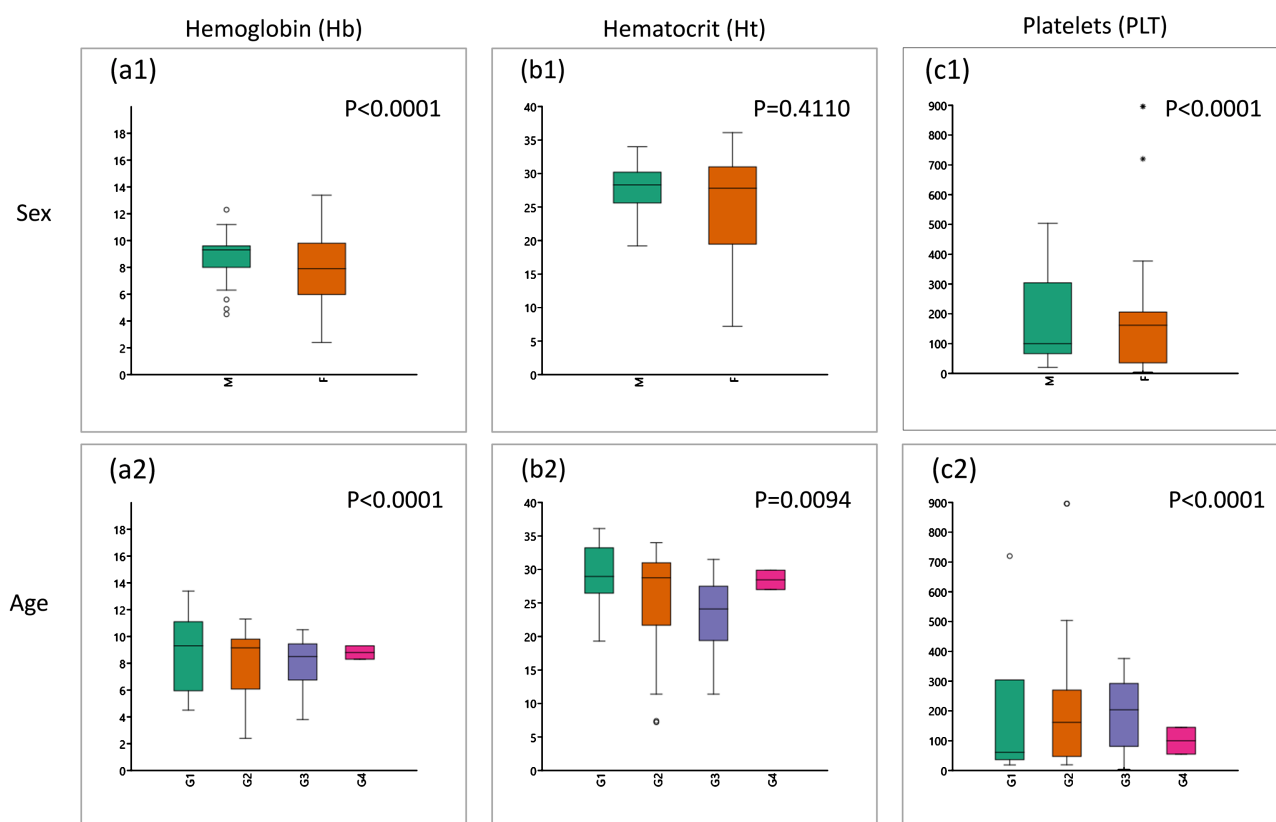 Hemoglobin (Hb)
Hematocrit (Ht)
Platelets (PLT)
Sex
(a1)
P<0.0001
18
16
14
12
10
8
6
4
2
0
M
F
(b1)
P=0.4110
40
35
30
25
20
15
10
5
0
M
F
(c1)
P<0.0001
900
800
700
600
500
400
300
200
100
0
M
F
Age
(a2)
P<0.0001
18
16
14
12
10
8
6
4
2
0
G1
G2
G3
G4
(b2)
P=0.0094
40
35
30
25
20
15
10
5
0
G1
G2
G3
G4
(c2)
P<0.0001
900
800
700
600
500
400
300
200
100
0
G1
G2
G3
G4